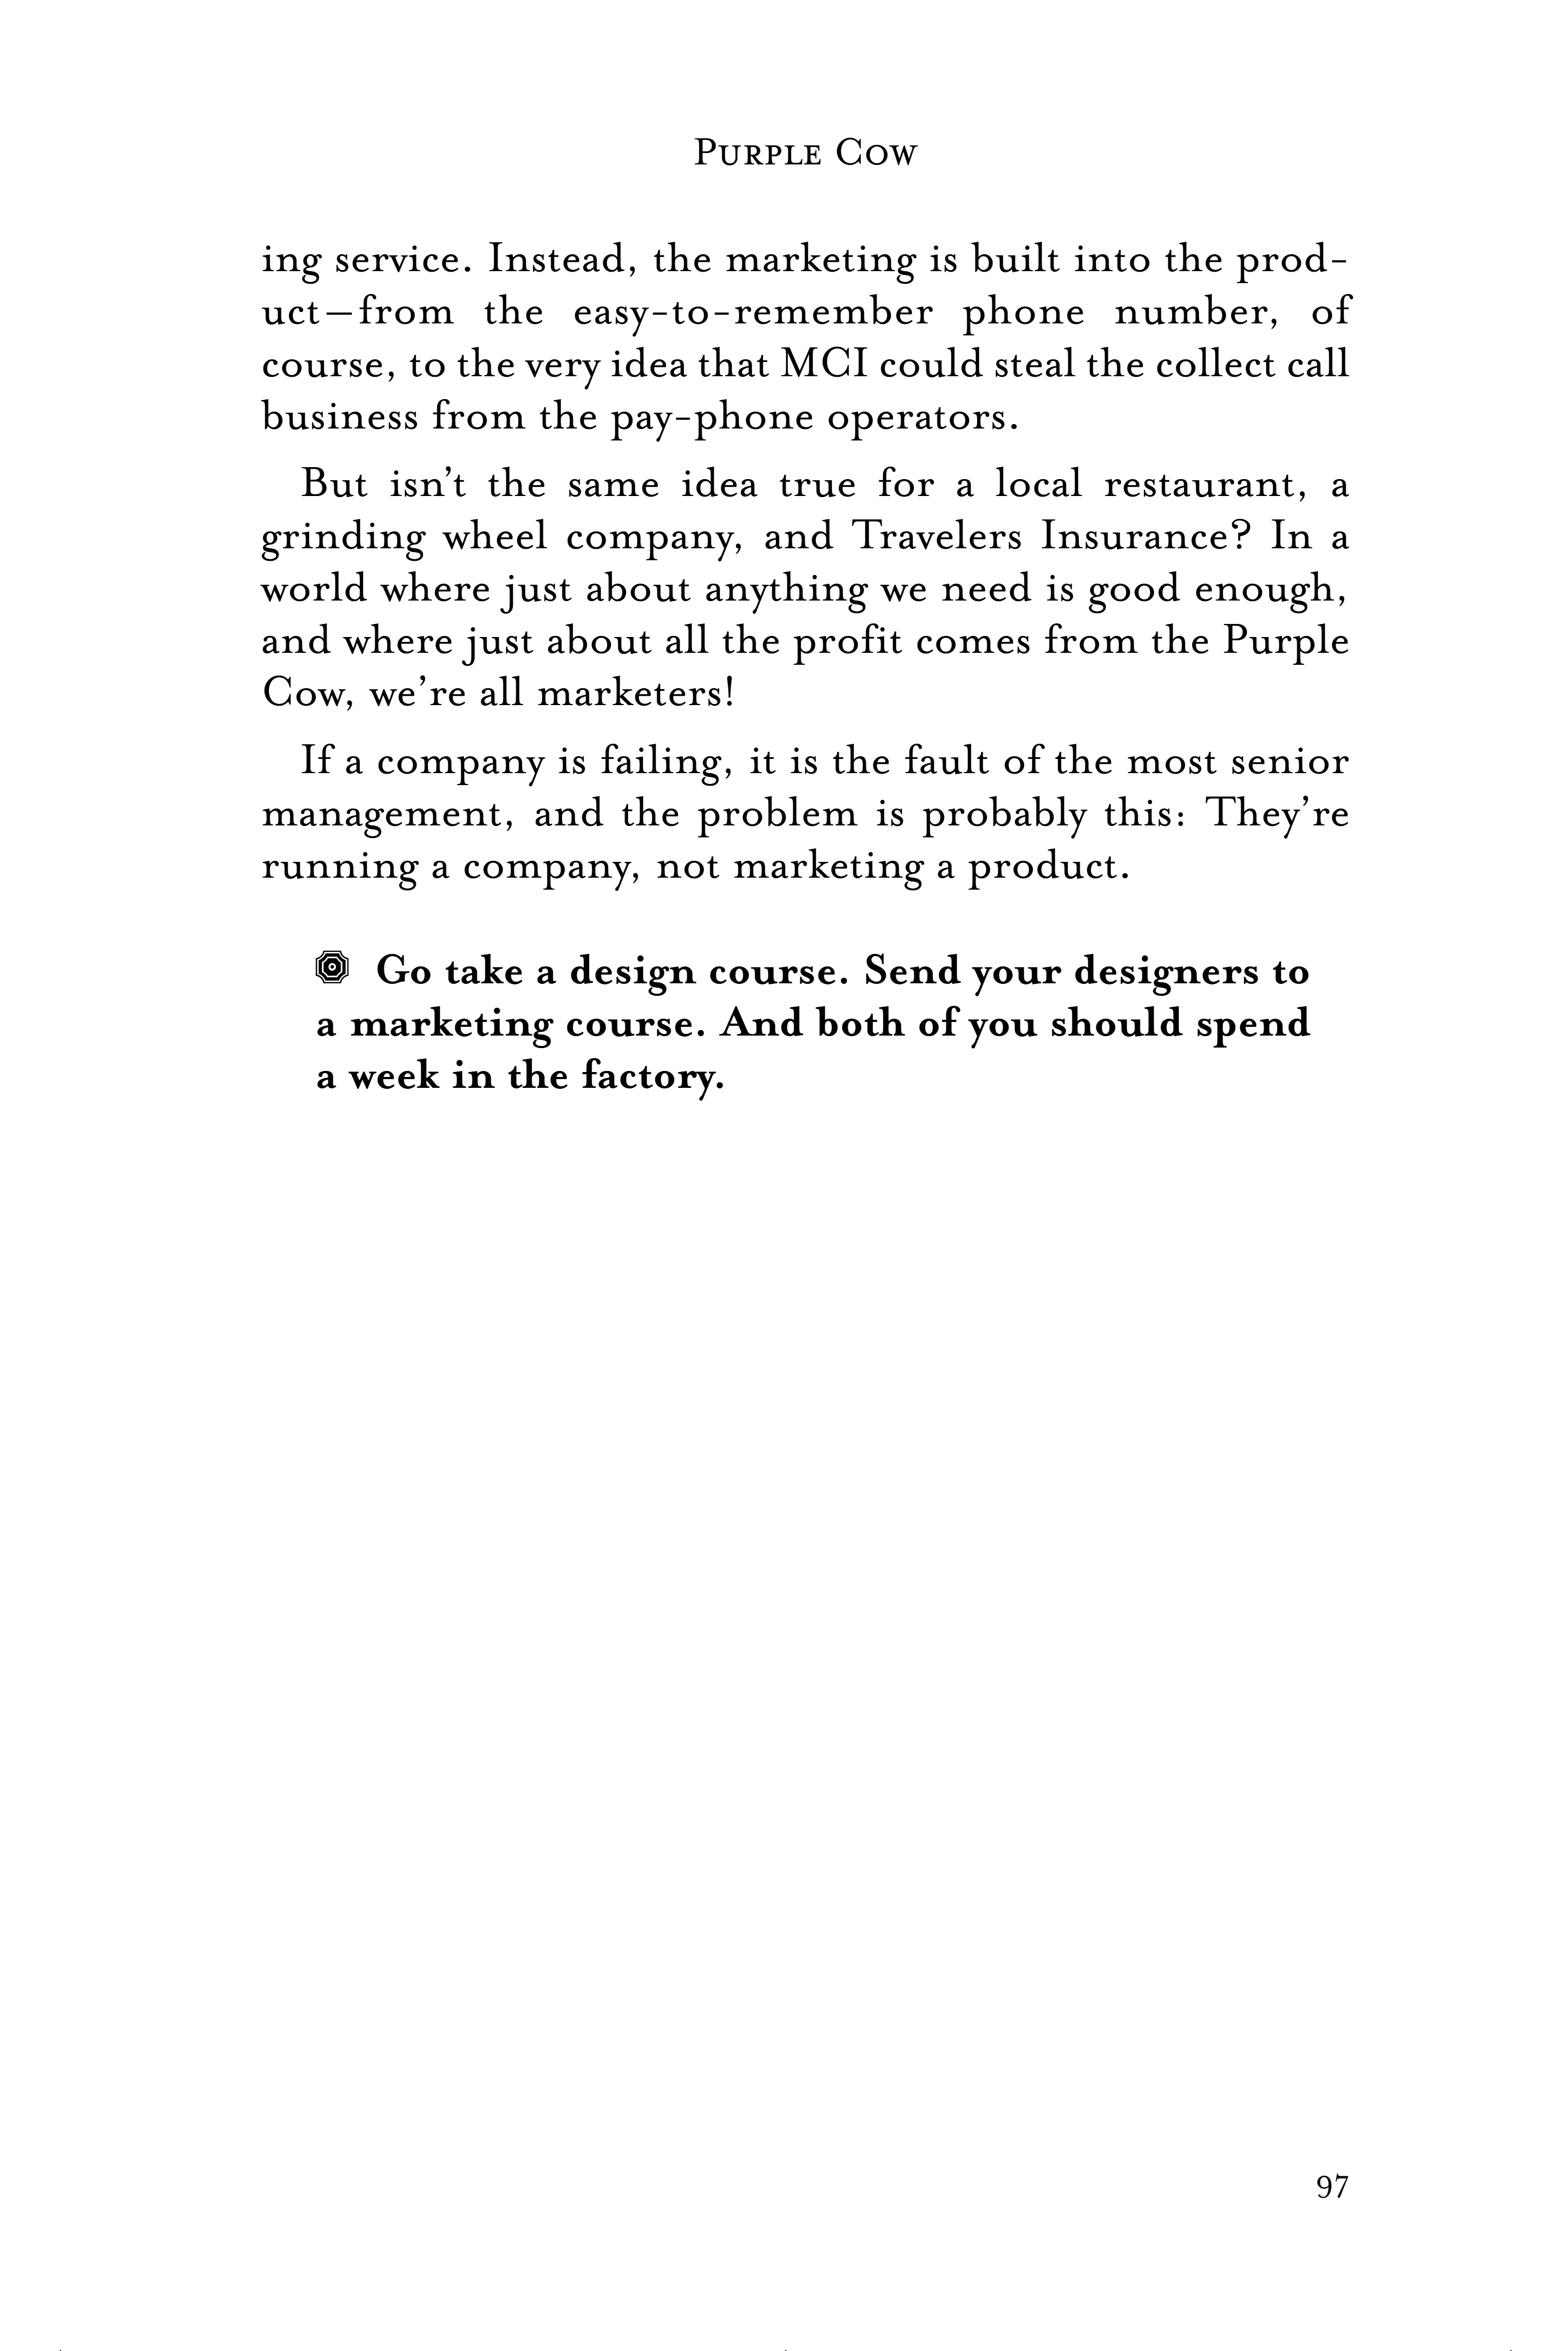 Purple Cow
ing service. Instead, the marketing is built into the prod-
uct—from the easy-to-remember phone number, of
course, to the very idea that MCI could steal the collect call
business from the pay-phone operators.
But isn’t the same idea true for a local restaurant, a
grinding wheel company, and Travelers Insurance? In a
world where just about anything we need is good enough,
and where just about all the profit comes from the Purple
Cow, we’re all marketers!
If a company is failing, it is the fault of the most senior
management, and the problem is probably this: They’re
running a company, not marketing a product.
Go take a design course. Send your designers to
a marketing course. And both of you should spend
a week in the factory.
97